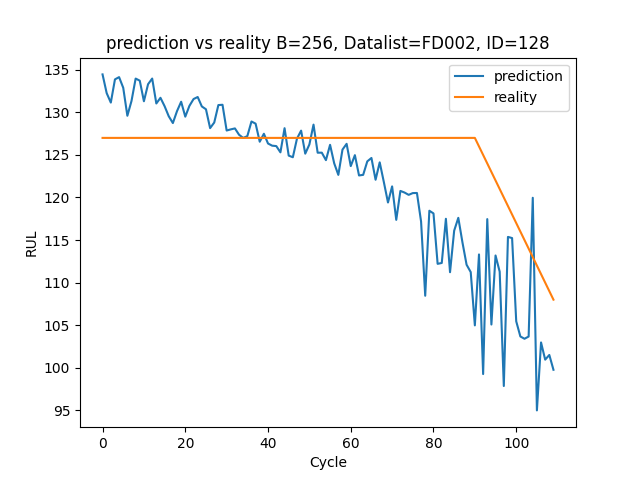 prediction vs reality B=256, Datalist=FD002, ID=128
prediction
reality
RUL
135
130
125
120
115
110
105
100
95
0 20 40 60 80 100
Cycle